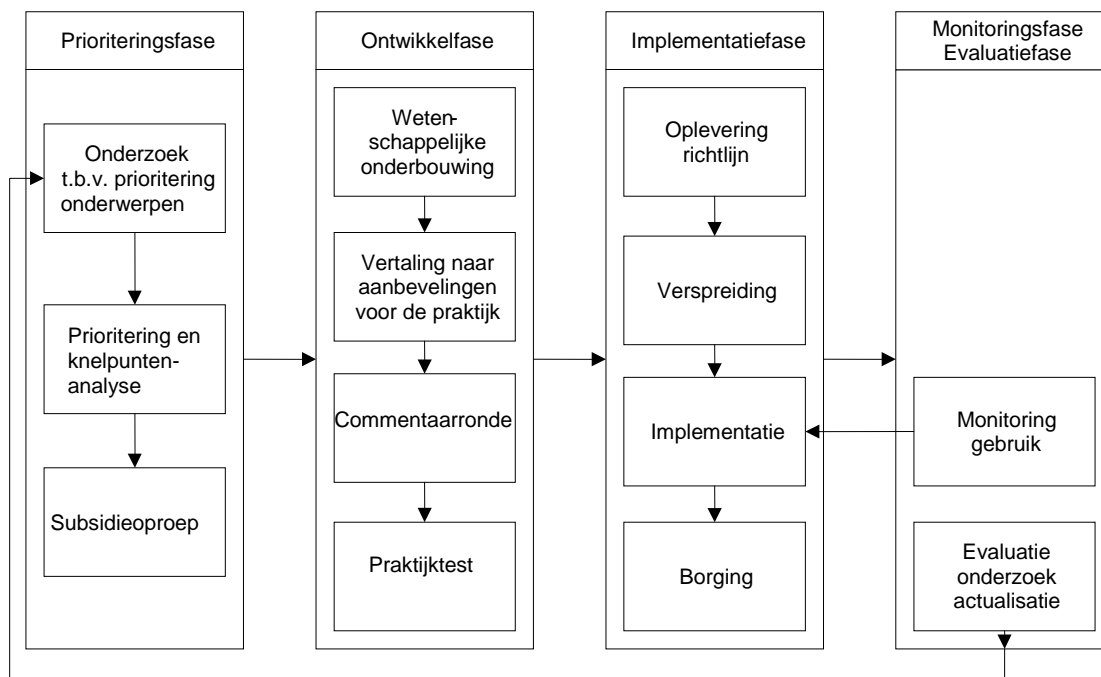 Prioriteringsfase
Onderzoek
t.b.v. prioritering
onderwerpen
Prioritering en
knelpunten-
analyse
Subsidieoproep
Ontwikkelfase
Weten-
schappelijke
onderbouwing
Vertaling naar
aanbevelingen
voor de praktijk
Commentaarronde
Praktijktest
Implementatiefase
Oplevering
richtlijn
Verspreiding
Implementatie
Borging
Monitoringsfase
Evaluatiefase
Monitoring
gebruik
Evaluatie
onderzoek
actualisatie